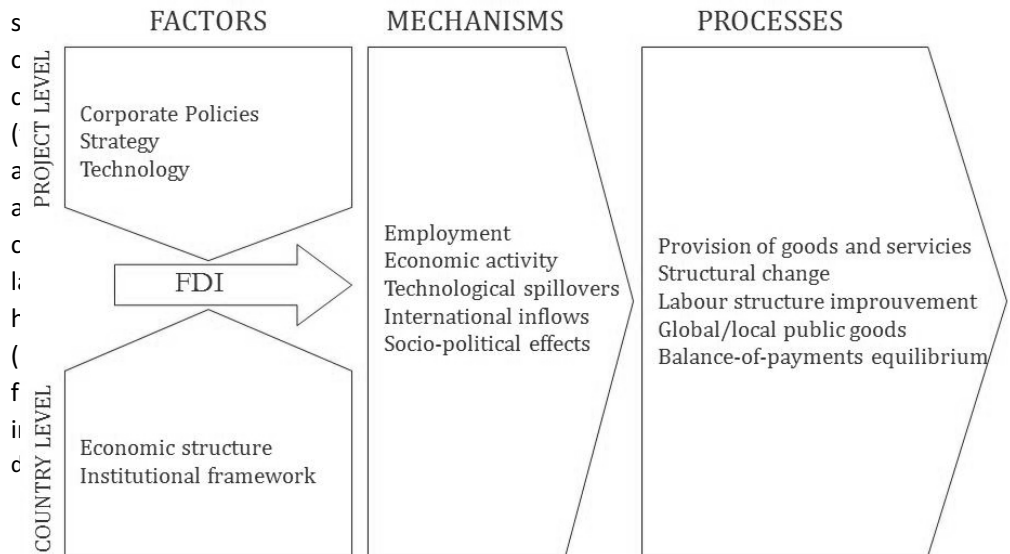 FACTORS
MECHANISMS
PROCESSES
PROJECT LEVEL
Corporate Policies
Strategy
Technology
FDI
COUNTRY LEVEL
Economic structure
Institutional framework
Employment
Economic activity
Technological spillovers
International inflows
Socio-political effects
Provision of goods and servicies
Structural change
Labour structure improuvement
Global/local public goods
Balance-of-payments equilibrium